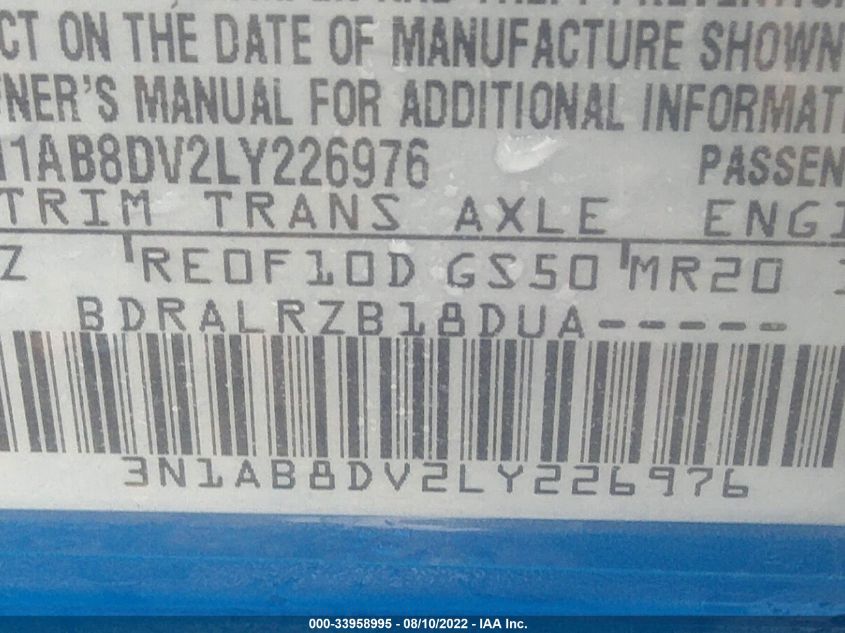 CT ON THE DATE OF MANUFACTURE SHOWN
NER'S MANUAL FOR ADDITIONAL INFORMATI
1AB8DV2LY226976 PASSEN
TRIM TRANS AXLE ENGI
Z RE0F10D GS50 MR20
BDRALRZB18DUA-----
3N1AB8DV2LY226976
000-33958995 - 08/10/2022 - IAA Inc.